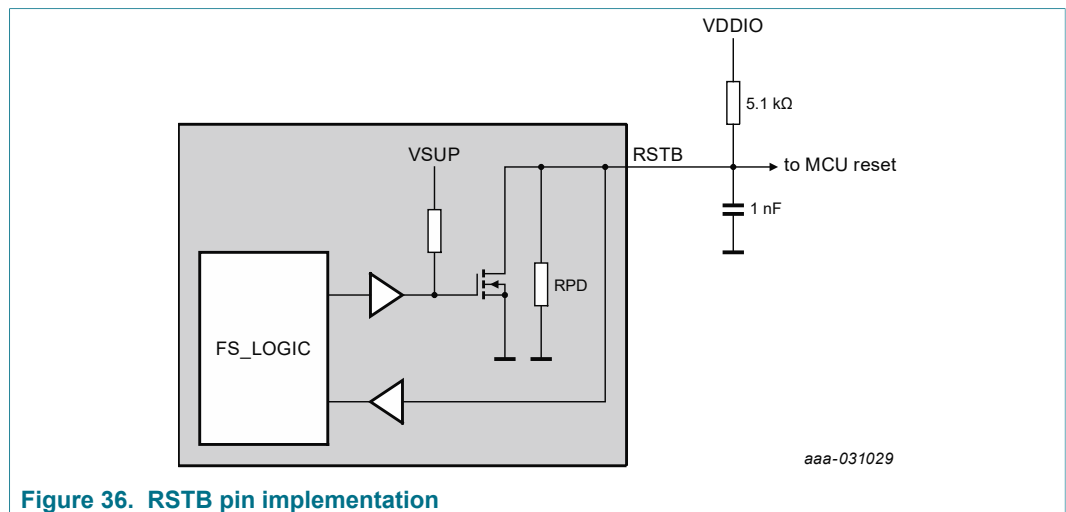 VDDIO
5.1 kΩ
VSUP
RSTB
to MCU reset
1 nF
RPD
FS_LOGIC
aaa-031029
Figure 36. RSTB pin implementation